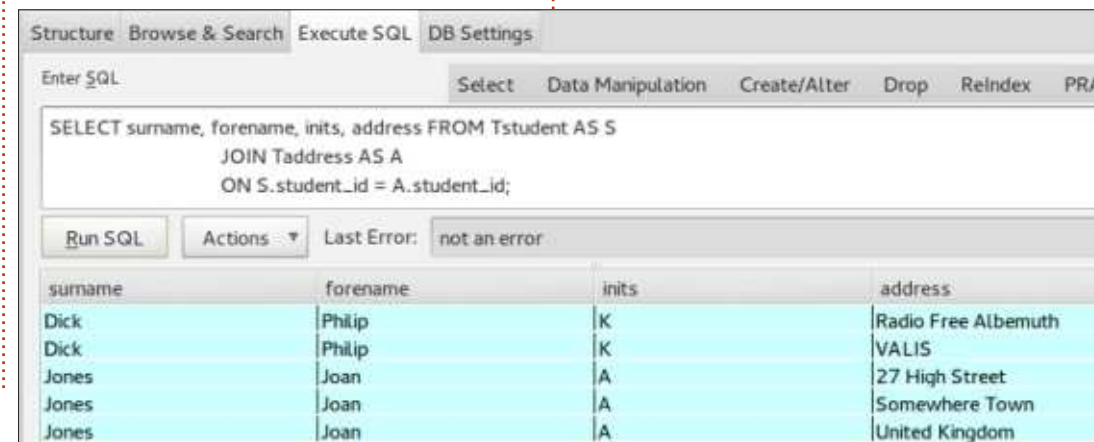 Structure Browse & Search Execute SQL DB Settings
Enter SQL Select Data Manipulation Create/Alter Drop ReIndex PRA
SELECT surname, forename, inits, address FROM Tstudent AS S
JOIN Taddress AS A
ON S.student_id = A.student_id;
Run SQL Actions Last Error: not an error
surname forename inits address
Dick Philip K Radio Free Albemuth
Dick Philip K VALIS
Jones Joan A 27 High Street
Jones Joan A Somewhere Town
Jones Joan A United Kingdom